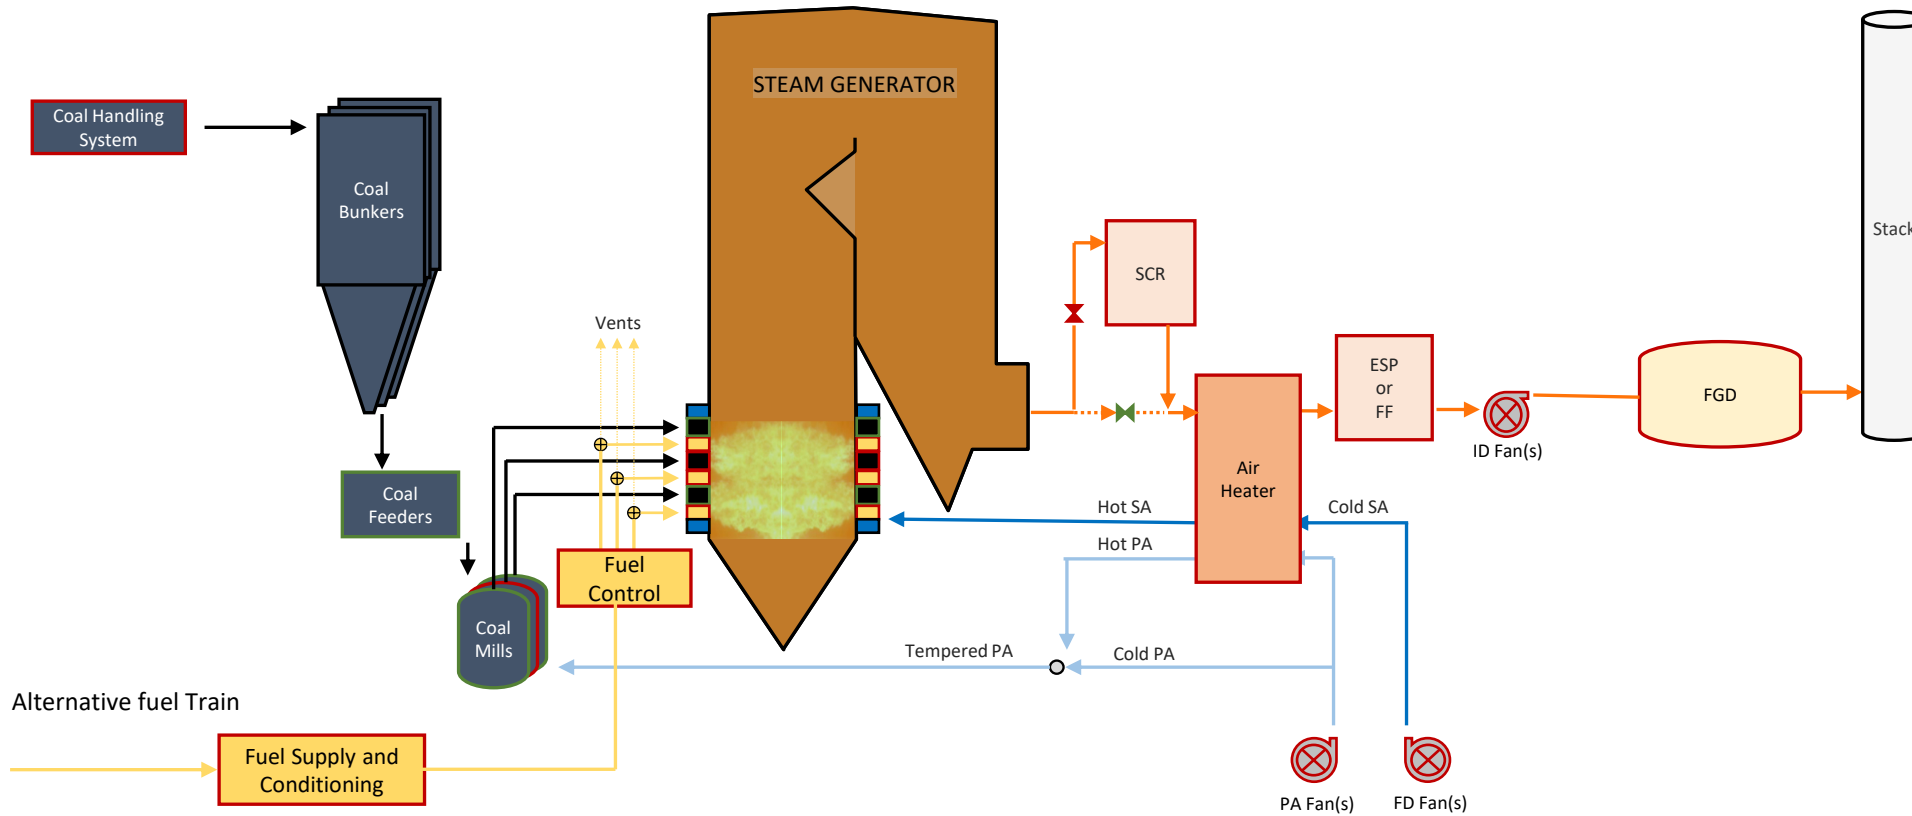 STEAM GENERATOR
Coal Handling
System
Coal
Bunkers
Stack
SCR
Vents
ESP
or
FF
FGD
ID Fan(s)
Air
Heater
Coal
Feeders
Hot SA
Cold SA
Hot PA
Fuel
Control
Coal
Mills
Tempered PA
Cold PA
Alternative fuel Train
Fuel Supply and
Conditioning
PA Fan(s)
FD Fan(s)